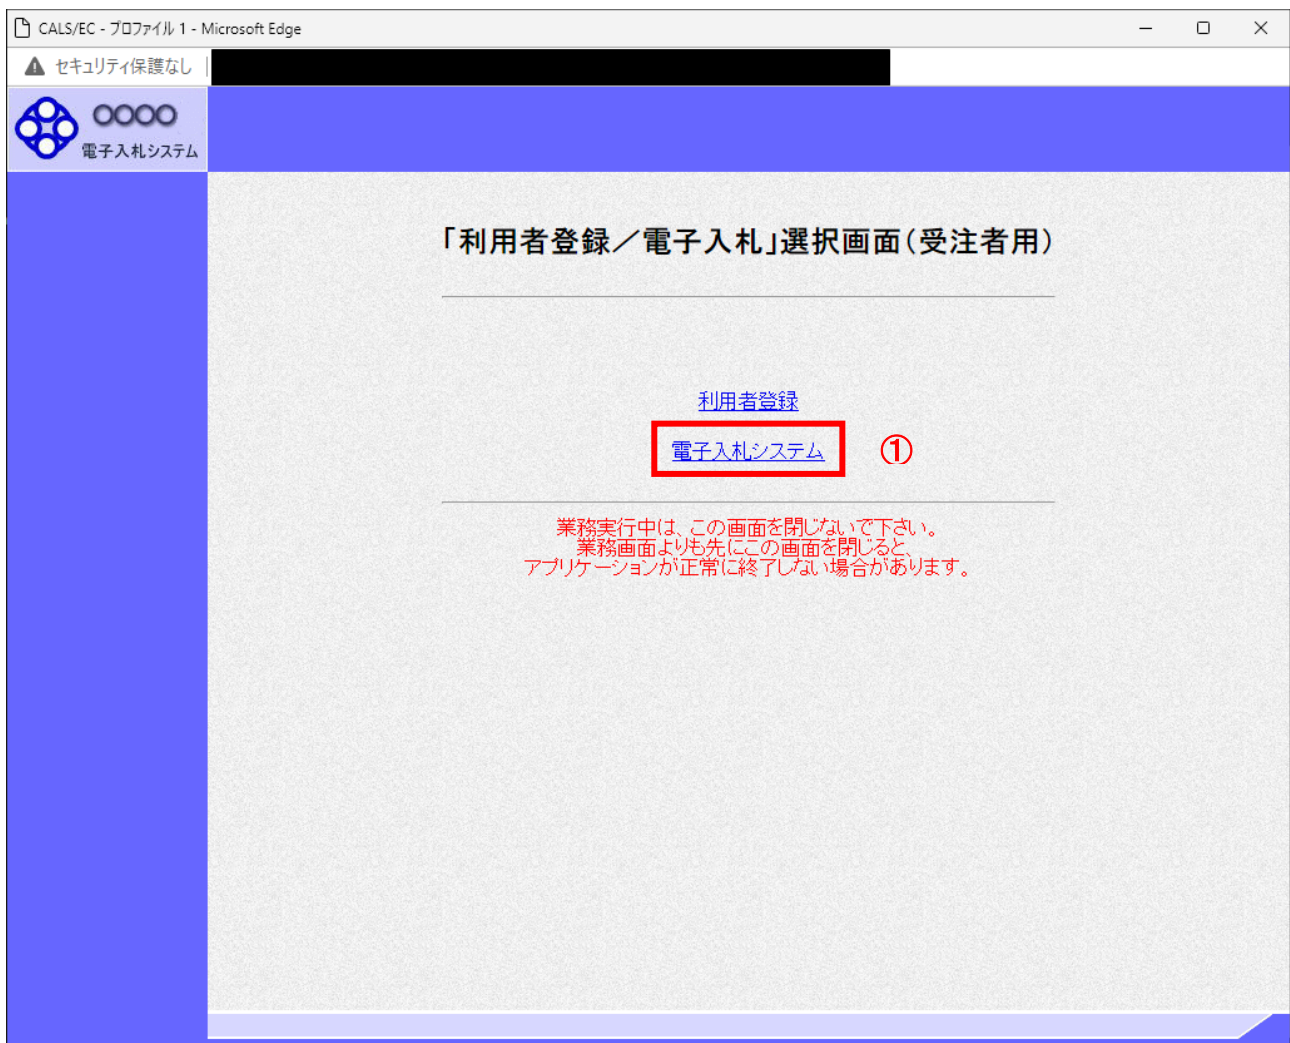 CALS/EC - プロファイル 1 - Microsoft Edge
セキュリティ保護なし
○○○○
電子入札システム
「利用者登録／電子入札」選択画面(受注者用)
利用者登録
電子入札システム ①
業務実行中は、この画面を閉じないで下さい。
業務画面よりも先にこの画面を閉じると、
アプリケーションが正常に終了しない場合があります。